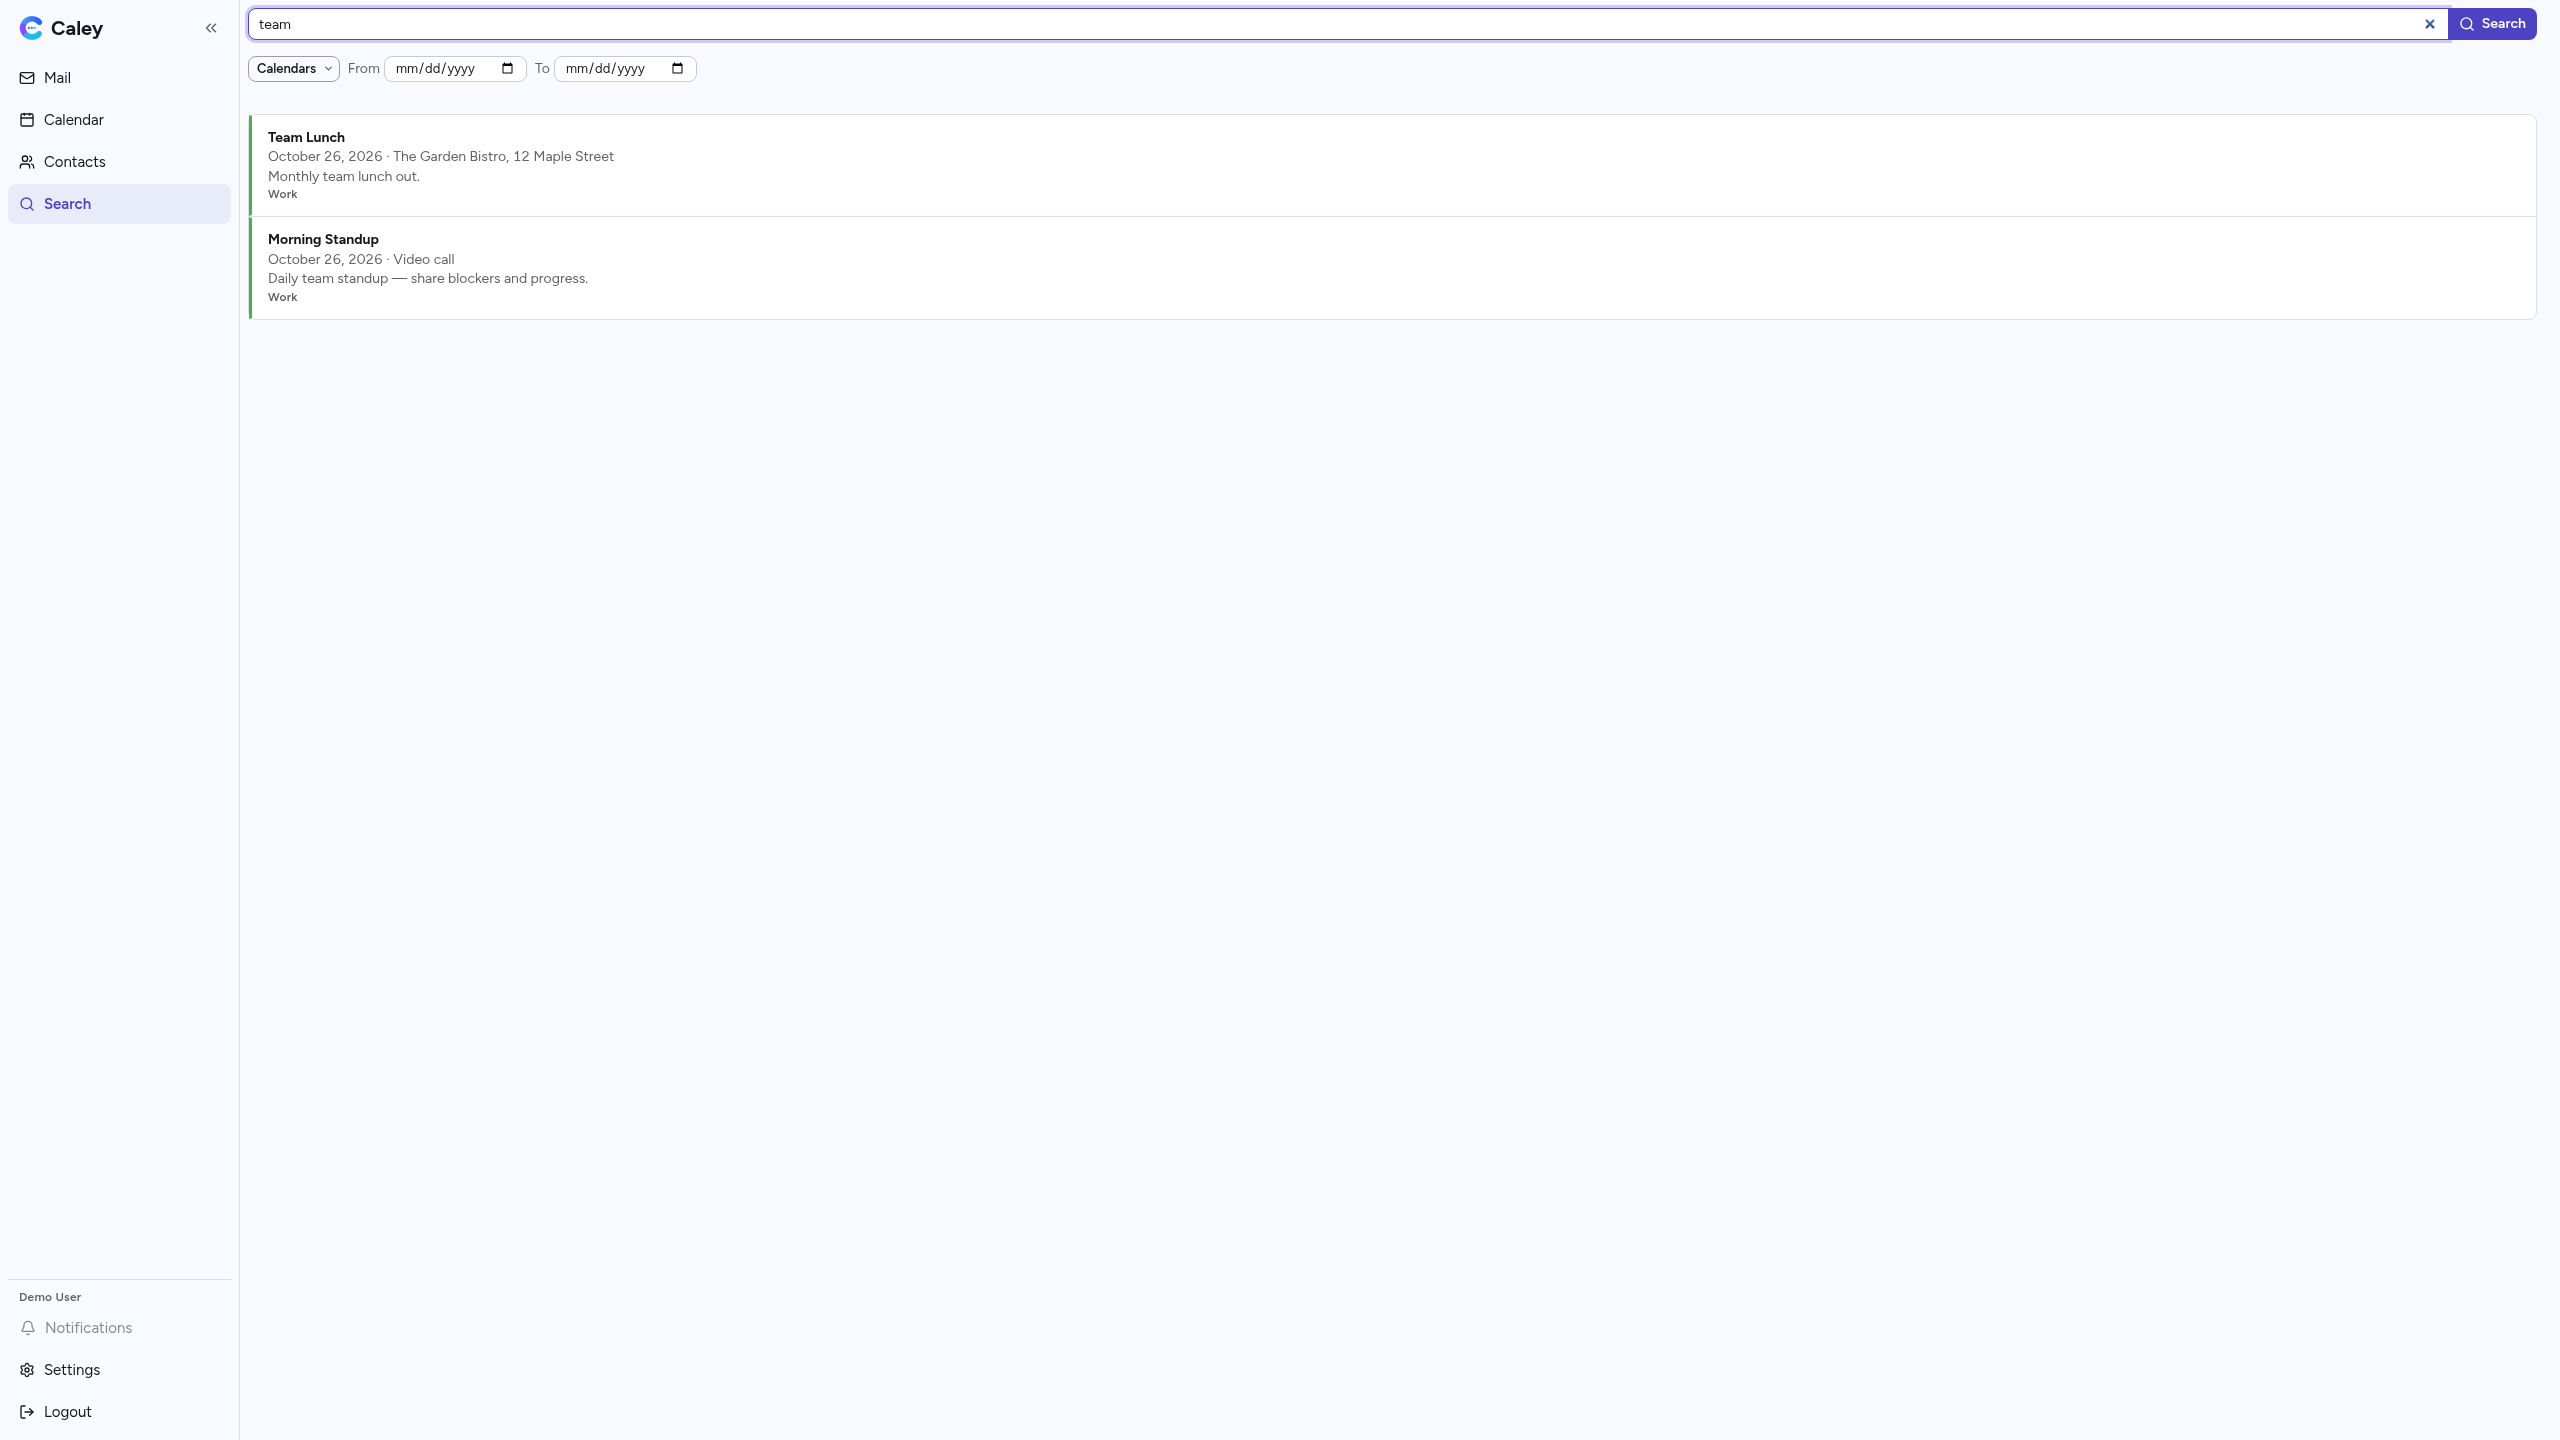 Caley
Mail
Calendar
Contacts
Search
team
Search
Calendars From mm/dd/yyyy To mm/dd/yyyy
Team Lunch
October 26, 2026 · The Garden Bistro, 12 Maple Street
Monthly team lunch out.
Work
Morning Standup
October 26, 2026 · Video call
Daily team standup — share blockers and progress.
Work
Demo User
Notifications
Settings
Logout